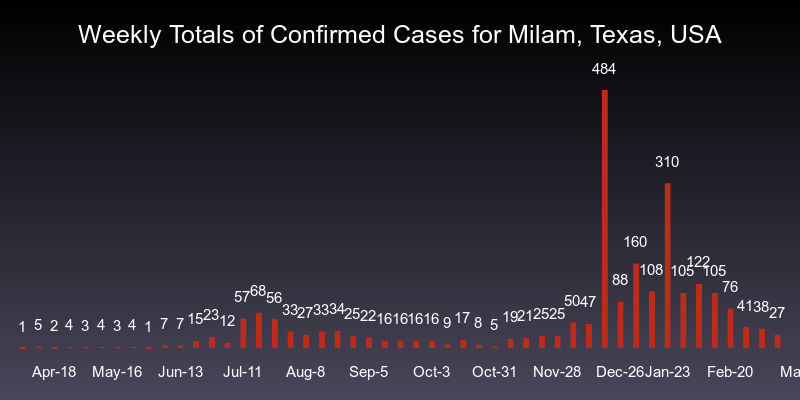 Weekly Totals of Confirmed Cases for Milam, Texas, USA
484
310
160
122
108
105
105
88
76
57 68 56
50 47
41 38
33 27 33 34 25 22 16 16 16 16 9 17 8 5 19 21 25 25
27
1 5 2 4 3 4 3 4 1 7 7 15 23 12
Apr-18 May-16 Jun-13 Jul-11 Aug-8 Sep-5 Oct-3 Oct-31 Nov-28 Dec-26 Jan-23 Feb-20 Ma